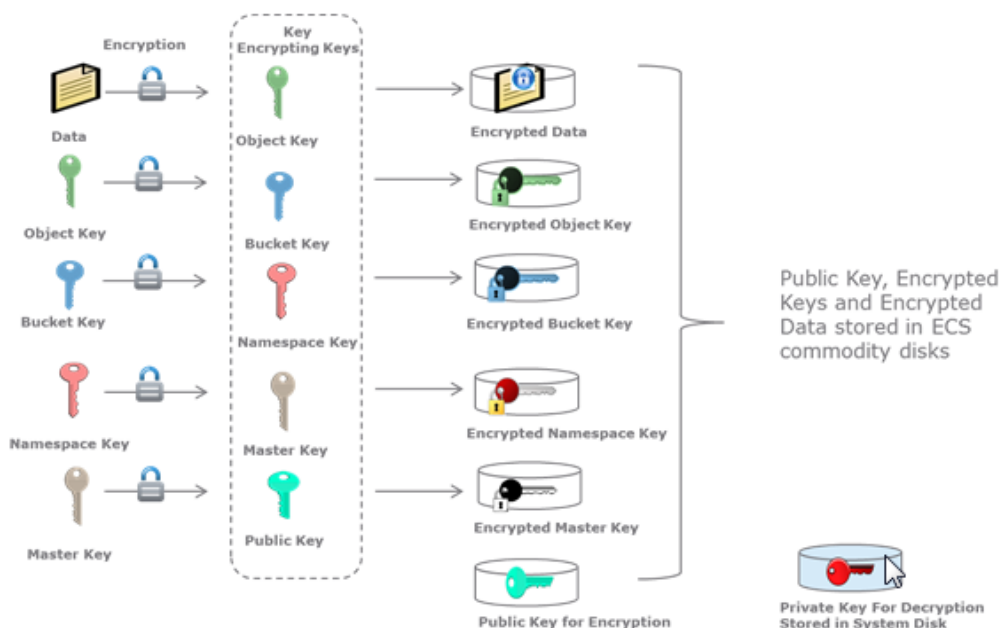 Encryption
Key
Encrypting Keys
Data
Object Key
Encrypted Data
Object Key
Bucket Key
Encrypted Object Key
Bucket Key
Namespace Key
Encrypted Bucket Key
Public Key, Encrypted
Keys and Encrypted
Data stored in ECS
commodity disks
Namespace Key
Master Key
Encrypted Namespace Key
Master Key
Public Key
Encrypted Master Key
Public Key for Encryption
Private Key For Decryption
Stored in System Disk